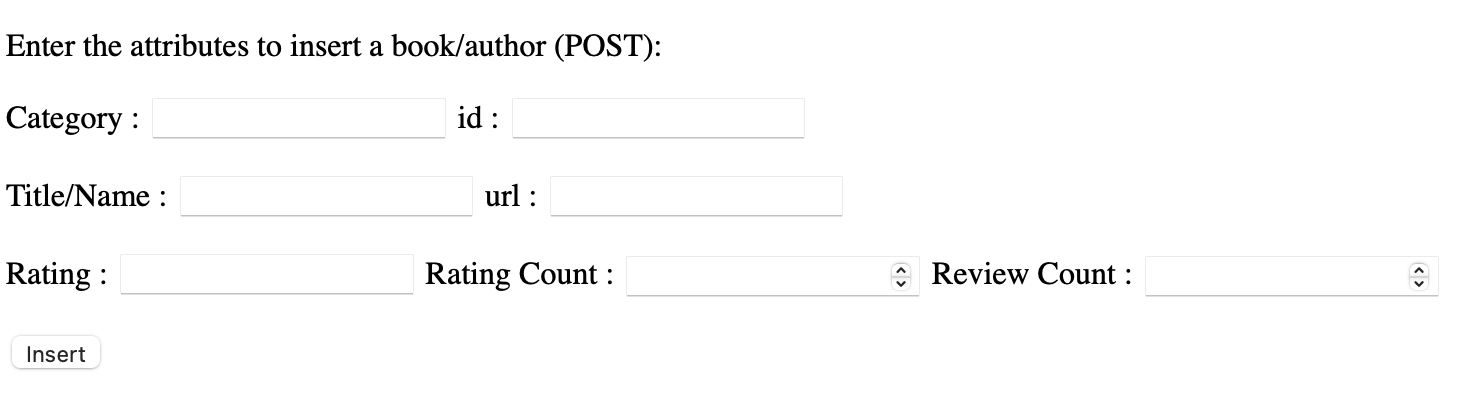 Enter the attributes to insert a book/author (POST):
Category : id :
Title/Name : url :
Rating : Rating Count : Review Count :
Insert